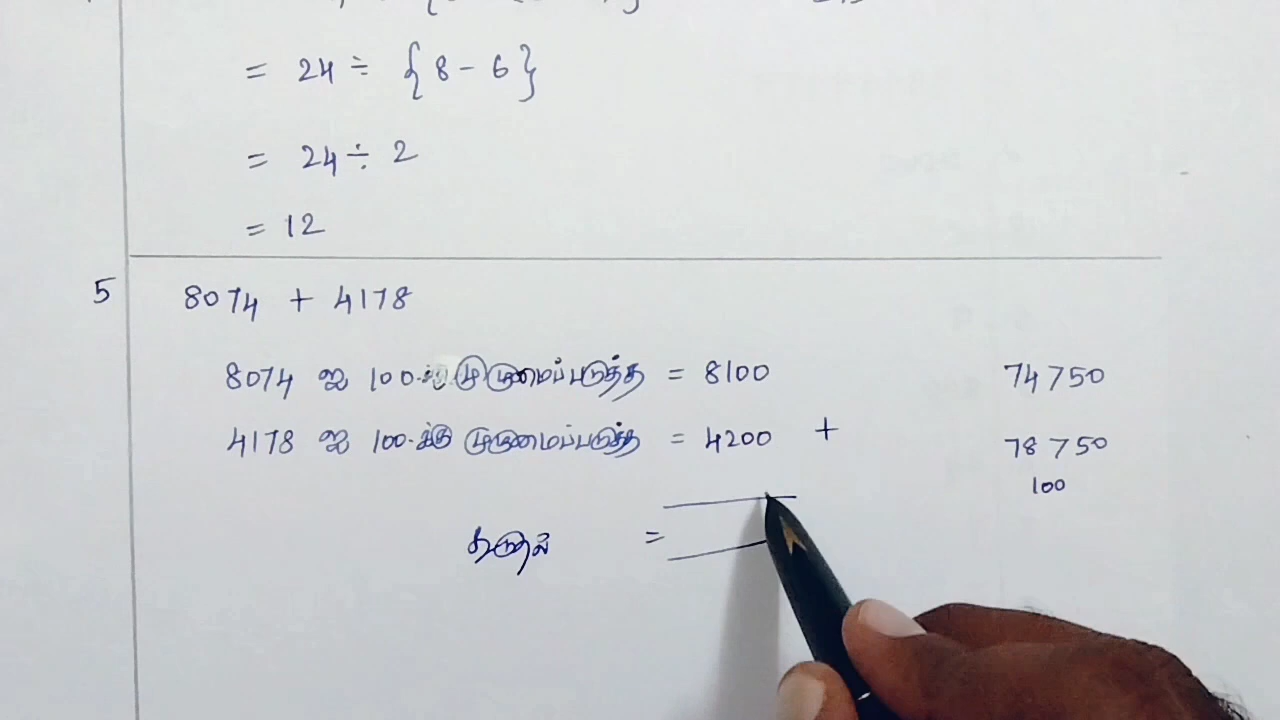 = 24 ÷ {8 - 6}
= 24 ÷ 2
= 12
5 8074 + 4178
8074 ஐ 100-க்கு முழுமைப்படுத்த = 8100 74750
4178 ஐ 100-க்கு முழுமைப்படுத்த = 4200 + 78750
100
கூடுதல் =